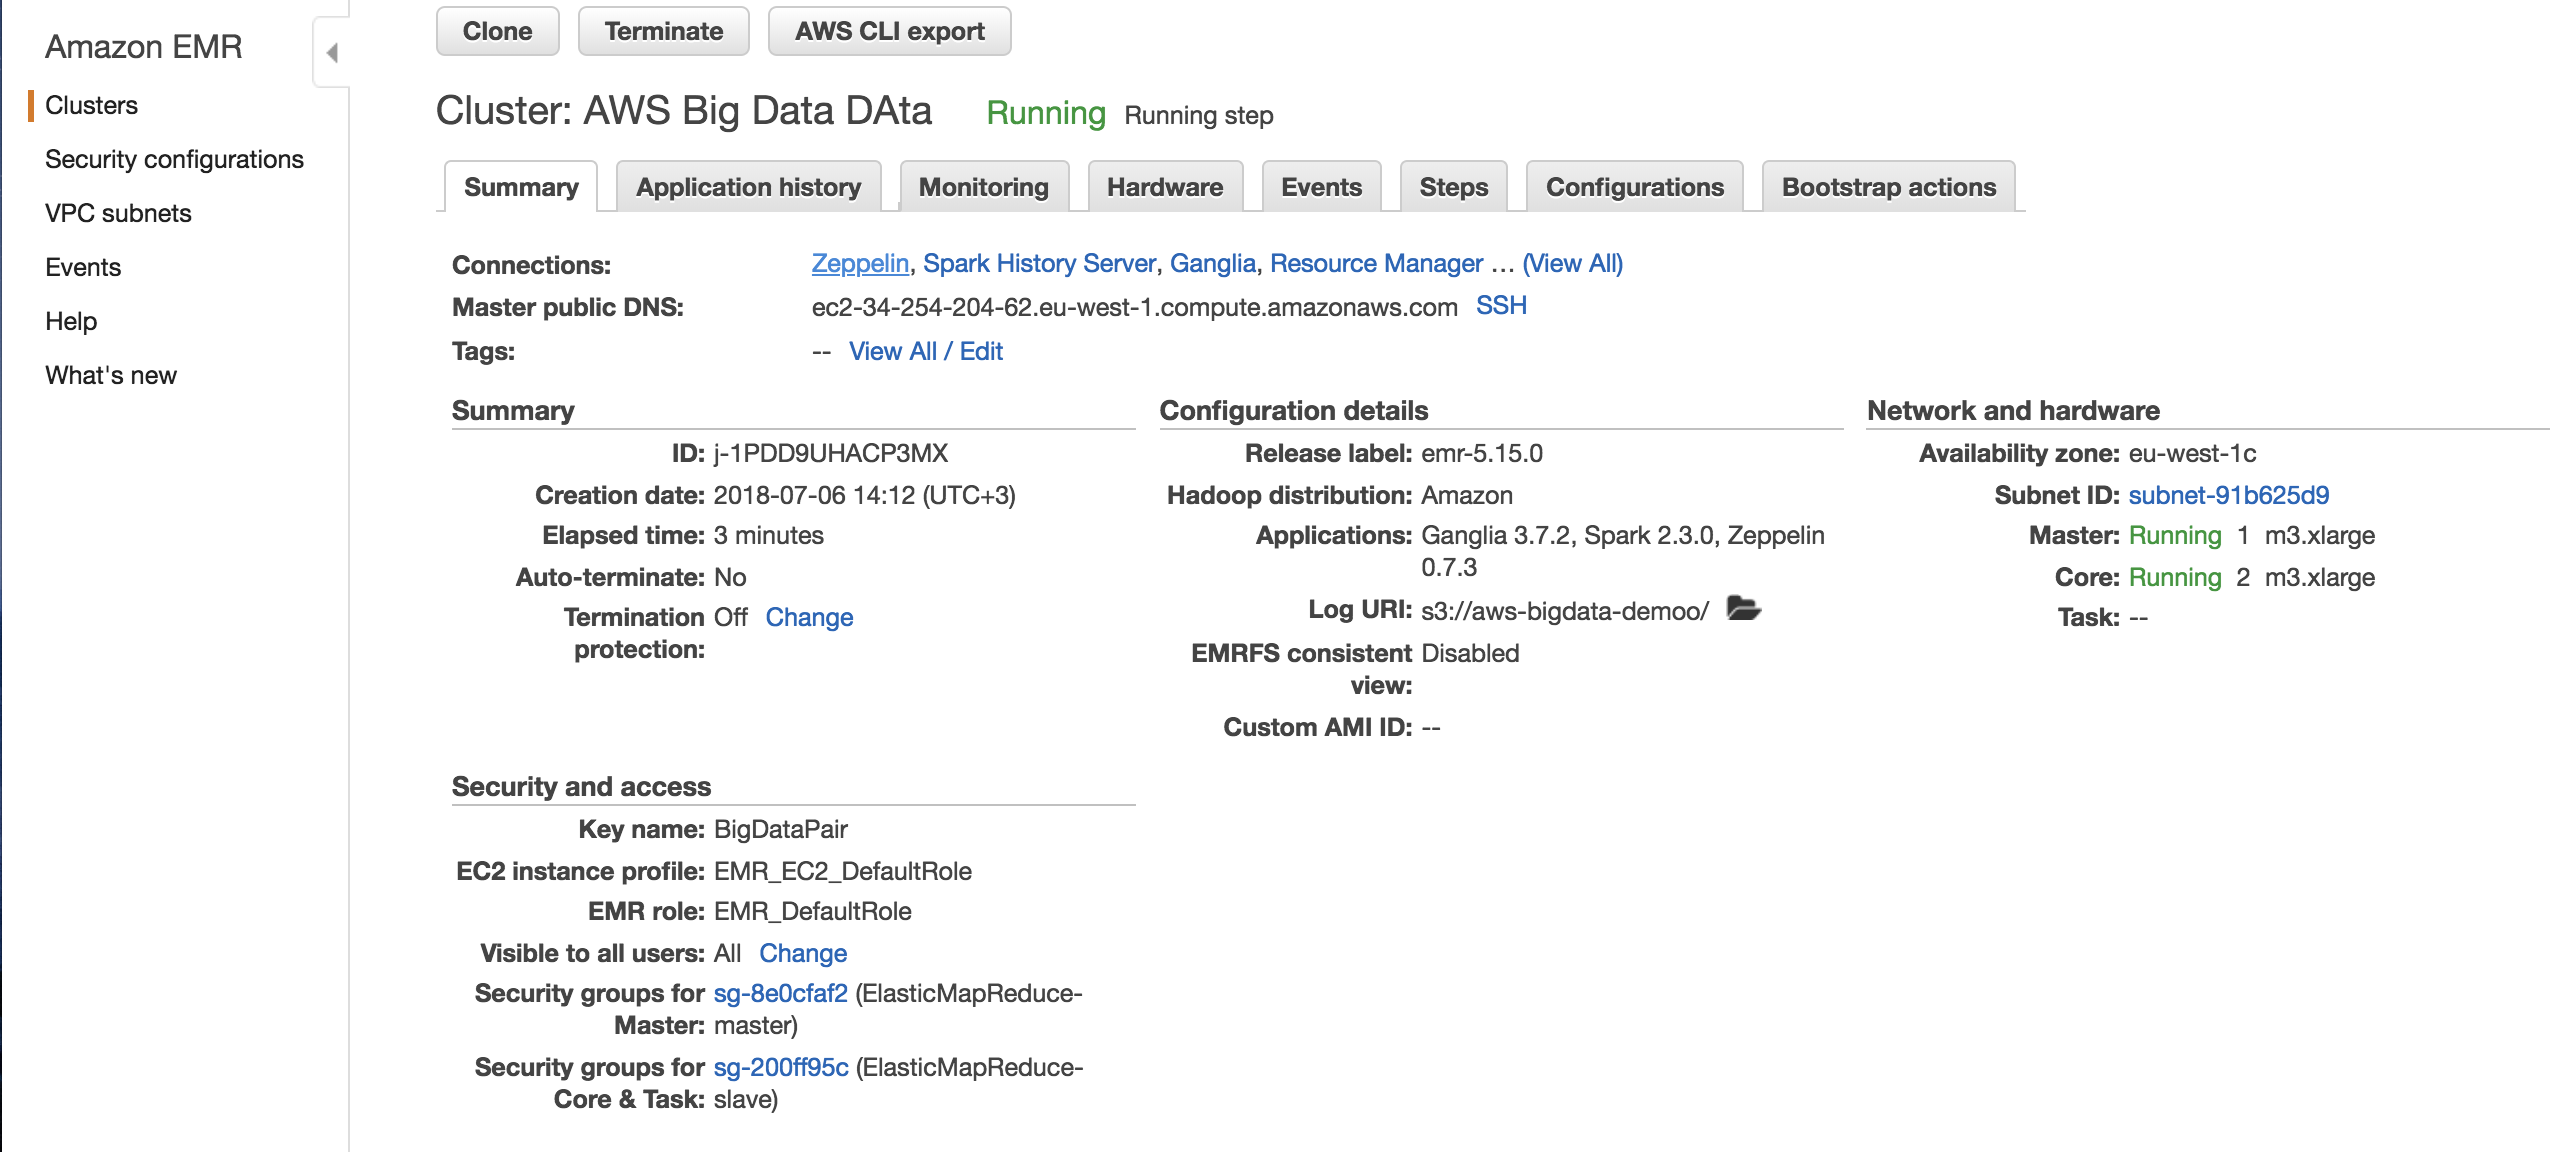 Amazon EMR
Clusters
Security configurations
VPC subnets
Events
Help
What's new
Clone Terminate AWS CLI export
Cluster: AWS Big Data DAta Running Running step
Summary Application history Monitoring Hardware Events Steps Configurations Bootstrap actions
Connections: Zeppelin, Spark History Server, Ganglia, Resource Manager … (View All)
Master public DNS: ec2-34-254-204-62.eu-west-1.compute.amazonaws.com SSH
Tags: -- View All / Edit
Summary
ID: j-1PDD9UHACP3MX
Creation date: 2018-07-06 14:12 (UTC+3)
Elapsed time: 3 minutes
Auto-terminate: No
Termination Off Change
protection:
Configuration details
Release label: emr-5.15.0
Hadoop distribution: Amazon
Applications: Ganglia 3.7.2, Spark 2.3.0, Zeppelin
0.7.3
Log URI: s3://aws-bigdata-demoo/
EMRFS consistent Disabled
view:
Custom AMI ID: --
Network and hardware
Availability zone: eu-west-1c
Subnet ID: subnet-91b625d9
Master: Running 1 m3.xlarge
Core: Running 2 m3.xlarge
Task: --
Security and access
Key name: BigDataPair
EC2 instance profile: EMR_EC2_DefaultRole
EMR role: EMR_DefaultRole
Visible to all users: All Change
Security groups for sg-8e0cfaf2 (ElasticMapReduce-
Master: master)
Security groups for sg-200ff95c (ElasticMapReduce-
Core & Task: slave)